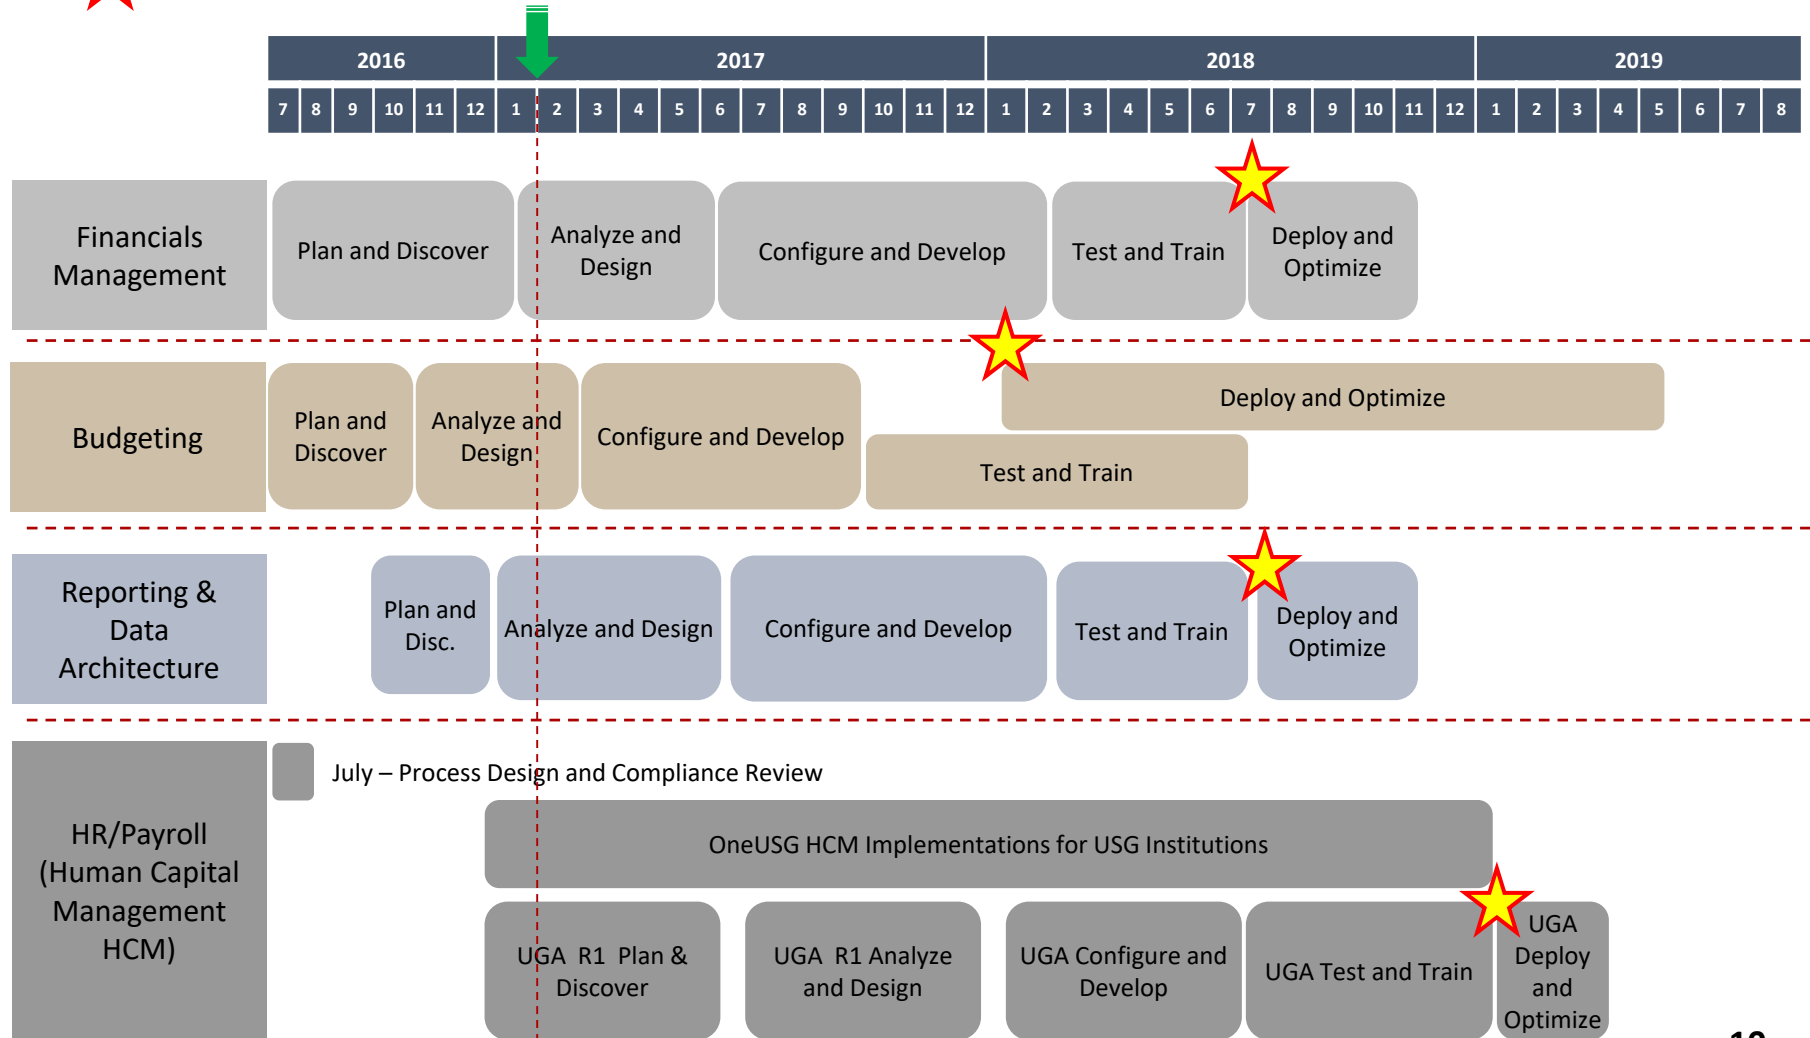 2016 2017 2018 2019
7 8 9 10 11 12 1 2 3 4 5 6 7 8 9 10 11 12 1 2 3 4 5 6 7 8 9 10 11 12 1 2 3 4 5 6 7 8
Financials
Management
Plan and Discover
Analyze and
Design
Configure and Develop
Test and Train
Deploy and
Optimize
Budgeting
Plan and
Discover
Analyze and
Design
Configure and Develop
Deploy and Optimize
Test and Train
Reporting &
Data
Architecture
Plan and
Disc.
Analyze and Design
Configure and Develop
Test and Train
Deploy and
Optimize
HR/Payroll
(Human Capital
Management
HCM)
July – Process Design and Compliance Review
OneUSG HCM Implementations for USG Institutions
UGA R1 Plan &
Discover
UGA R1 Analyze
and Design
UGA Configure and
Develop
UGA Test and Train
UGA
Deploy
and
Optimize